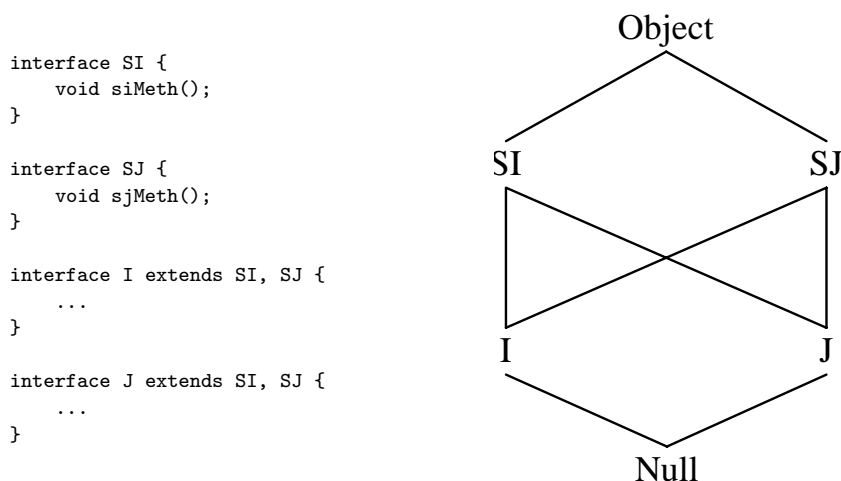 interface SI {
    void siMeth();
}
interface SJ {
    void sjMeth();
}
interface I extends SI, SJ {
    ...
}
interface J extends SI, SJ {
    ...
}
Object
SI SJ
I J
Null